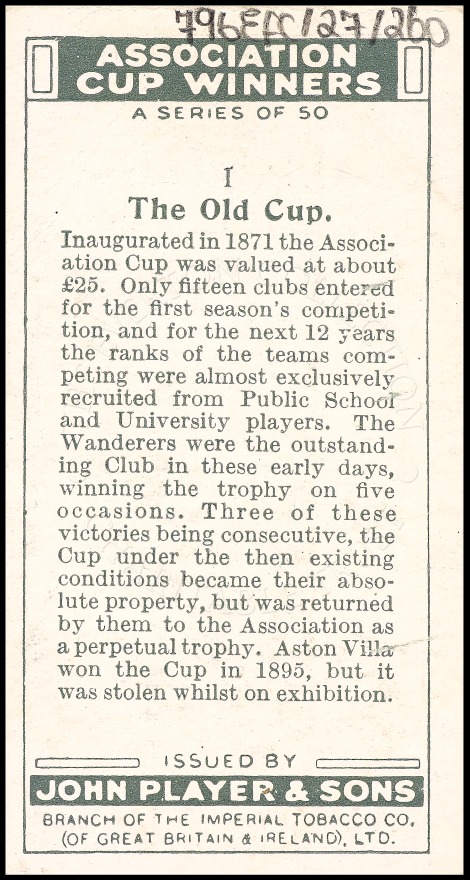 796EFC/27/260
ASSOCIATION
CUP WINNERS
A SERIES OF 50
1
The Old Cup.
Inaugurated in 1871 the Associ-
ation Cup was valued at about
£25. Only fifteen clubs entered
for the first season's competi-
tion, and for the next 12 years
the ranks of the teams com-
peting were almost exclusively
recruited from Public School
and University players. The
Wanderers were the outstand-
ing Club in these early days,
winning the trophy on five
occasions. Three of these
victories being consecutive, the
Cup under the then existing
conditions became their abso-
lute property, but was returned
by them to the Association as
a perpetual trophy. Aston Villa
won the Cup in 1895, but it
was stolen whilst on exhibition.
ISSUED BY
JOHN PLAYER & SONS
BRANCH OF THE IMPERIAL TOBACCO CO.
(OF GREAT BRITAIN & IRELAND), LTD.